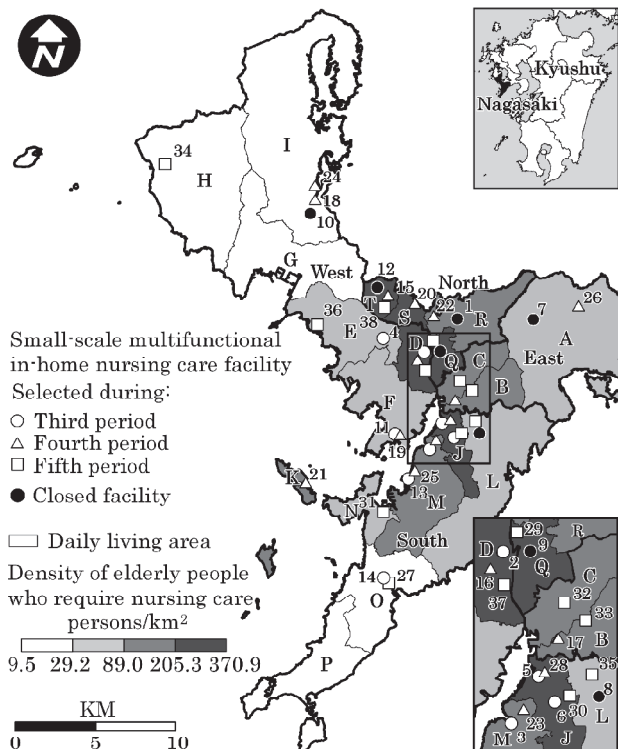 N
Kyushu
Nagasaki
34
I
H
24
18
10
G
West
12
North
15
20
22
1
7
26
T
S
R
A
36
E
38
4
East
D
Q
C
B
Small-scale multifunctional
in-home nursing care facility
Selected during:
Third period
Fourth period
Fifth period
Closed facility
F
11
19
J
K
21
25
13
L
N
31
M
South
Daily living area
Density of elderly people
who require nursing care
persons/km²
9.5 29.2 89.0 205.3 370.9
14
27
O
P
KM
0 5 10
29
R
D
2
9
Q
16
37
C
32
33
17
B
5
28
35
8
6
30
L
23
M
3
J